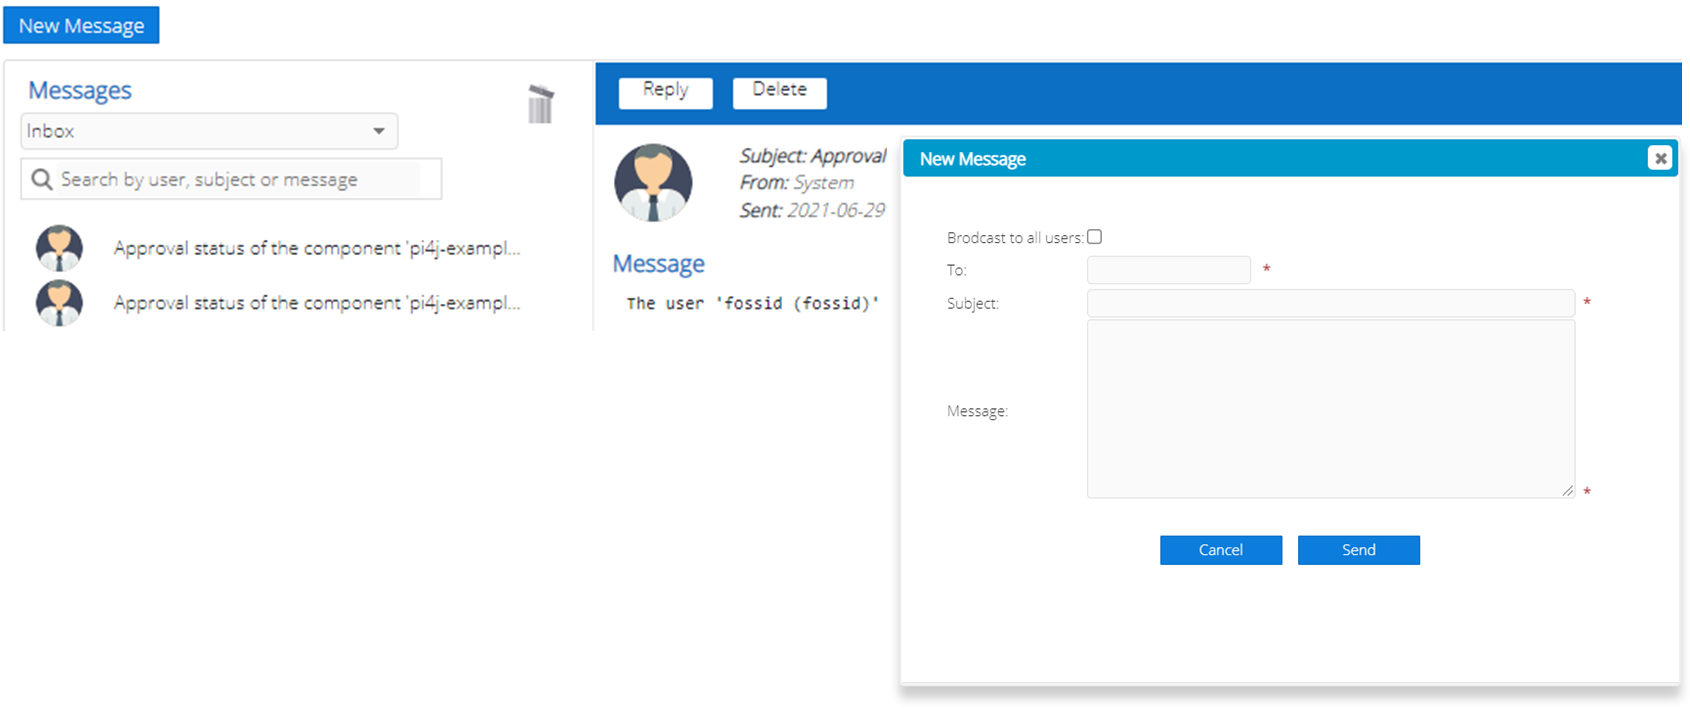 New Message
Messages
Inbox
Search by user, subject or message
Approval status of the component 'pi4j-exampl...
Approval status of the component 'pi4j-exampl...
Reply
Delete
Subject: Approval
From: System
Sent: 2021-06-29
Message
The user 'fossid (fossid)'
New Message
Brodcast to all users:
To: *
Subject: *
Message: *
Cancel
Send